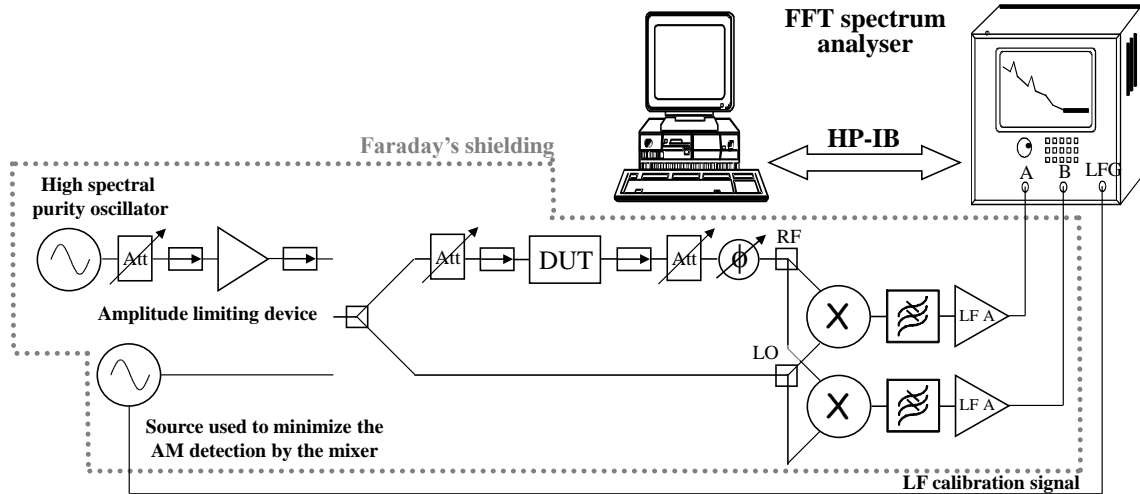 FFT spectrum
analyser
HP-IB
A
B
LFG
Faraday's shielding
High spectral
purity oscillator
Att
Att
DUT
Att
ϕ
RF
Amplitude limiting device
X
LF A
LO
X
LF A
Source used to minimize the
AM detection by the mixer
LF calibration signal